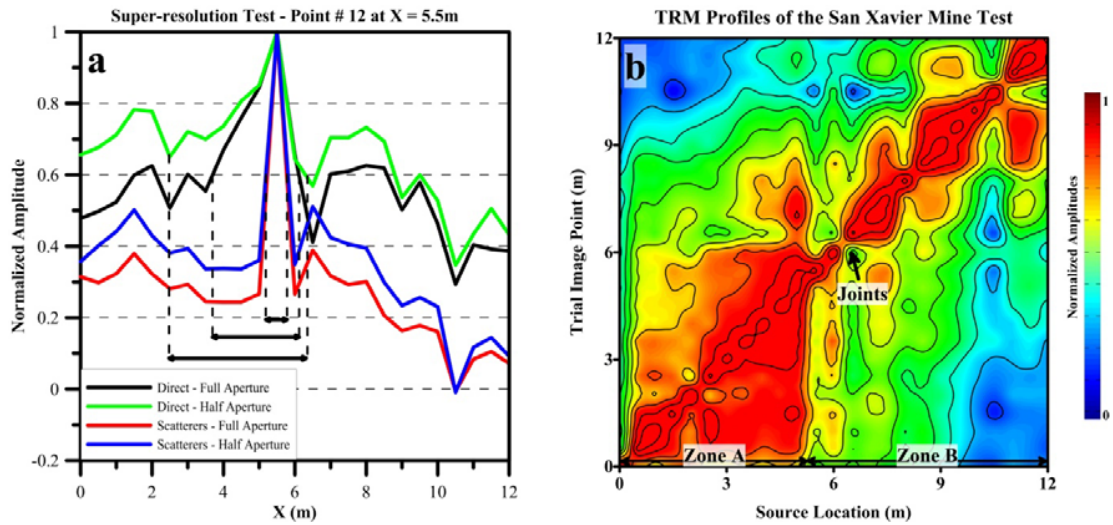 Super-resolution Test - Point # 12 at X = 5.5m
a
Normalized Amplitude
1
0.8
0.6
0.4
0.2
0
-0.2
Direct - Full Aperture
Direct - Half Aperture
Scatterers - Full Aperture
Scatterers - Half Aperture
0 2 4 6 8 10 12
X (m)
TRM Profiles of the San Xavier Mine Test
b
Trial Image Point (m)
12
9
6
3
0
Joints
Zone A Zone B
0 3 6 9 12
Source Location (m)
Normalized Amplitudes
1
0